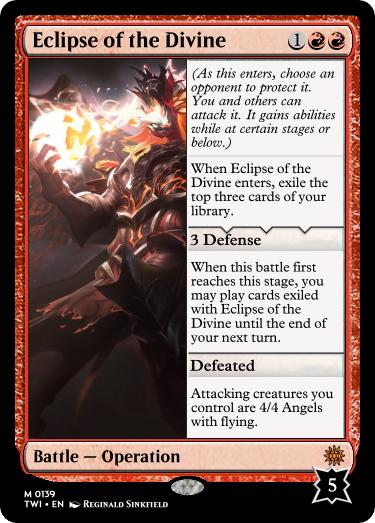 Eclipse of the Divine 1
(As this enters, choose an
opponent to protect it.
You and others can
attack it. It gains abilities
while at certain stages or
below.)
When Eclipse of the
Divine enters, exile the
top three cards of your
library.
3 Defense
When this battle first
reaches this stage, you
may play cards exiled
with Eclipse of the
Divine until the end of
your next turn.
Defeated
Attacking creatures you
control are 4/4 Angels
with flying.
Battle — Operation
5
M 0139
TWI • EN Reginald Sinkfield